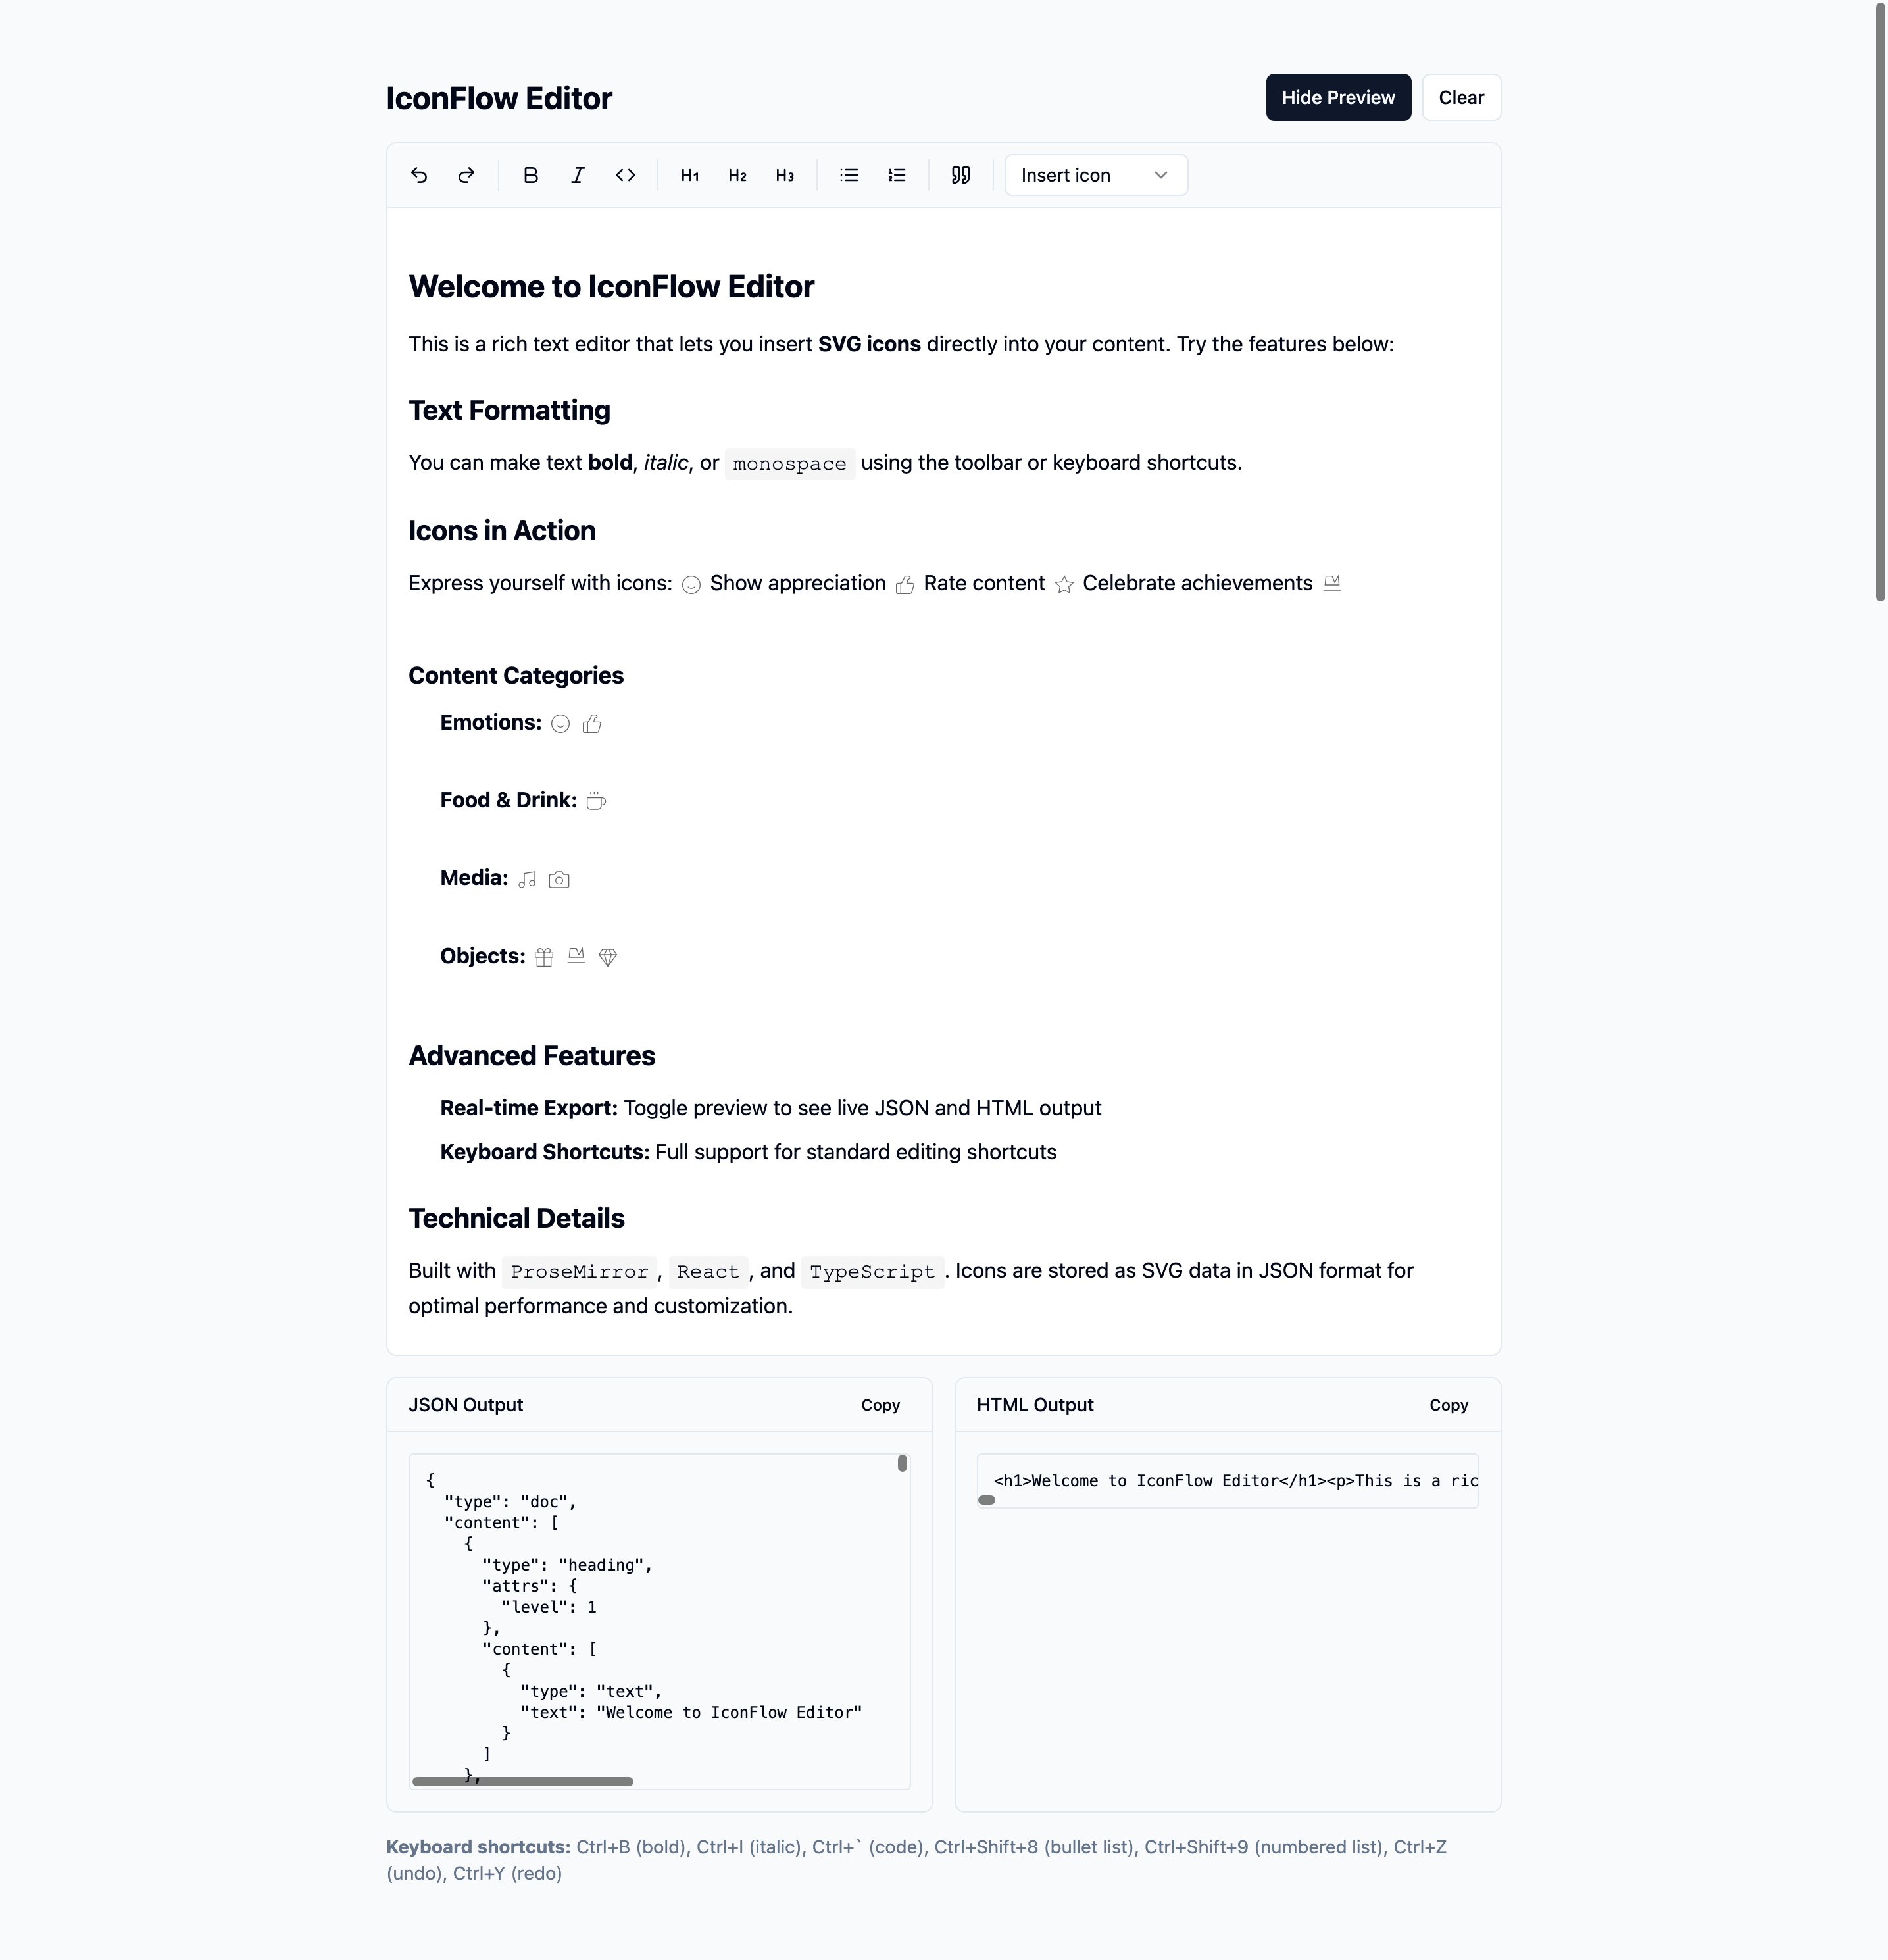 IconFlow Editor
Hide Preview
Clear
H1 H2 H3
Insert icon
Welcome to IconFlow Editor
This is a rich text editor that lets you insert SVG icons directly into your content. Try the features below:
Text Formatting
You can make text bold, italic, or monospace using the toolbar or keyboard shortcuts.
Icons in Action
Express yourself with icons: Show appreciation Rate content Celebrate achievements
Content Categories
Emotions:
Food & Drink:
Media:
Objects:
Advanced Features
Real-time Export: Toggle preview to see live JSON and HTML output
Keyboard Shortcuts: Full support for standard editing shortcuts
Technical Details
Built with ProseMirror, React, and TypeScript. Icons are stored as SVG data in JSON format for
optimal performance and customization.
JSON Output
Copy
{
  "type": "doc",
  "content": [
    {
      "type": "heading",
      "attrs": {
        "level": 1
      },
      "content": [
        {
          "type": "text",
          "text": "Welcome to IconFlow Editor"
        }
      ]
    },
HTML Output
Copy
<h1>Welcome to IconFlow Editor</h1><p>This is a ric
Keyboard shortcuts: Ctrl+B (bold), Ctrl+I (italic), Ctrl+` (code), Ctrl+Shift+8 (bullet list), Ctrl+Shift+9 (numbered list), Ctrl+Z
(undo), Ctrl+Y (redo)